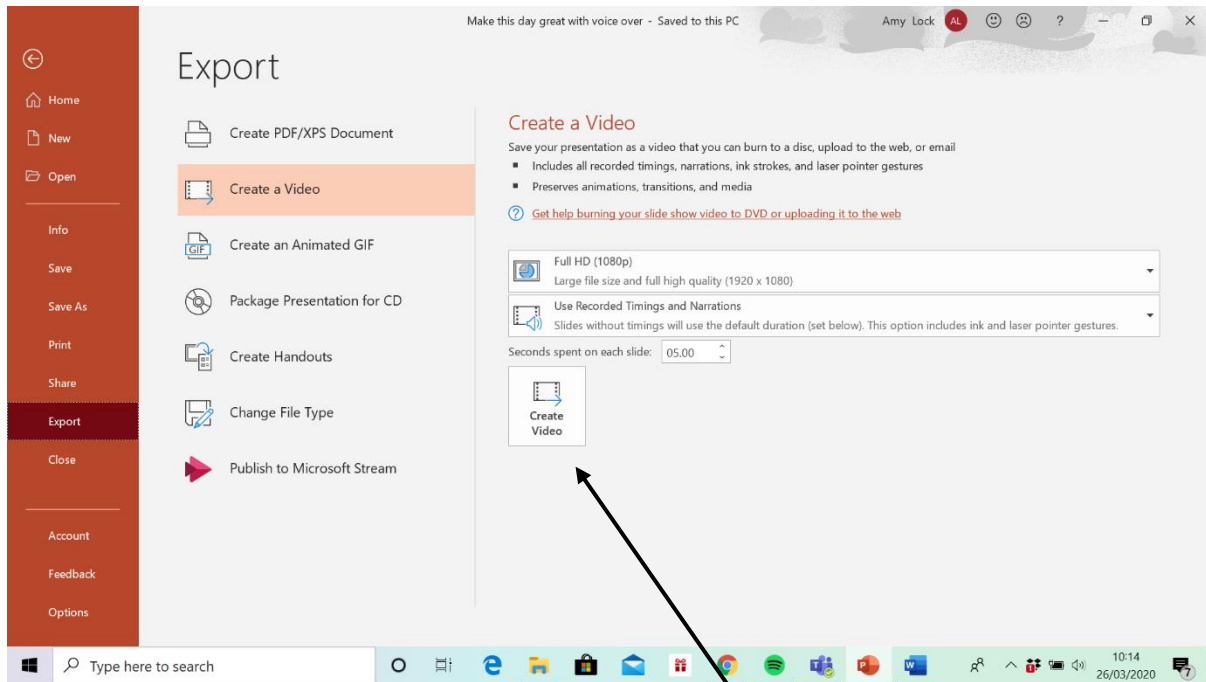 Make this day great with voice over - Saved to this PC
Amy Lock
AL
?
Export
Home
New
Open
Info
Save
Save As
Print
Share
Export
Close
Account
Feedback
Options
Create PDF/XPS Document
Create a Video
GIF
Create an Animated GIF
Package Presentation for CD
Create Handouts
Change File Type
Publish to Microsoft Stream
Create a Video
Save your presentation as a video that you can burn to a disc, upload to the web, or email
▪ Includes all recorded timings, narrations, ink strokes, and laser pointer gestures
▪ Preserves animations, transitions, and media
? Get help burning your slide show video to DVD or uploading it to the web
Full HD (1080p)
Large file size and full high quality (1920 x 1080)
Use Recorded Timings and Narrations
Slides without timings will use the default duration (set below). This option includes ink and laser pointer gestures.
Seconds spent on each slide: 05.00
Create
Video
Type here to search
P
W
10:14
26/03/2020
7